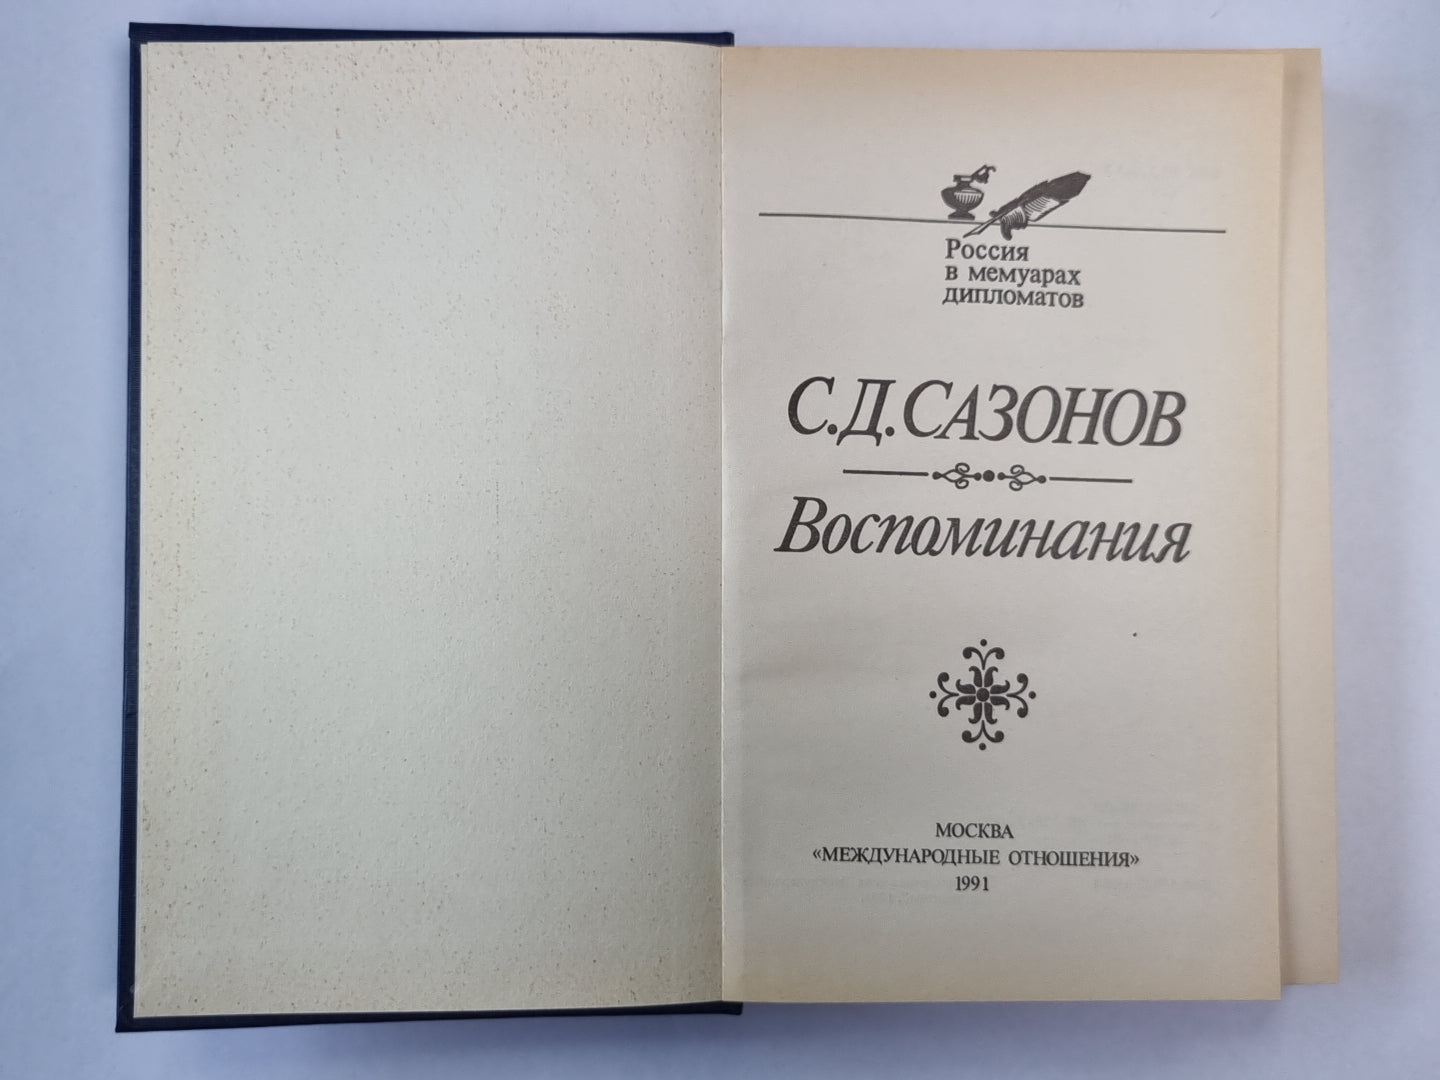 Россия
в мемуарах
дипломатов
С.Д.САЗОНОВ
Воспоминания
МОСКВА
«МЕЖДУНАРОДНЫЕ ОТНОШЕНИЯ»
1991